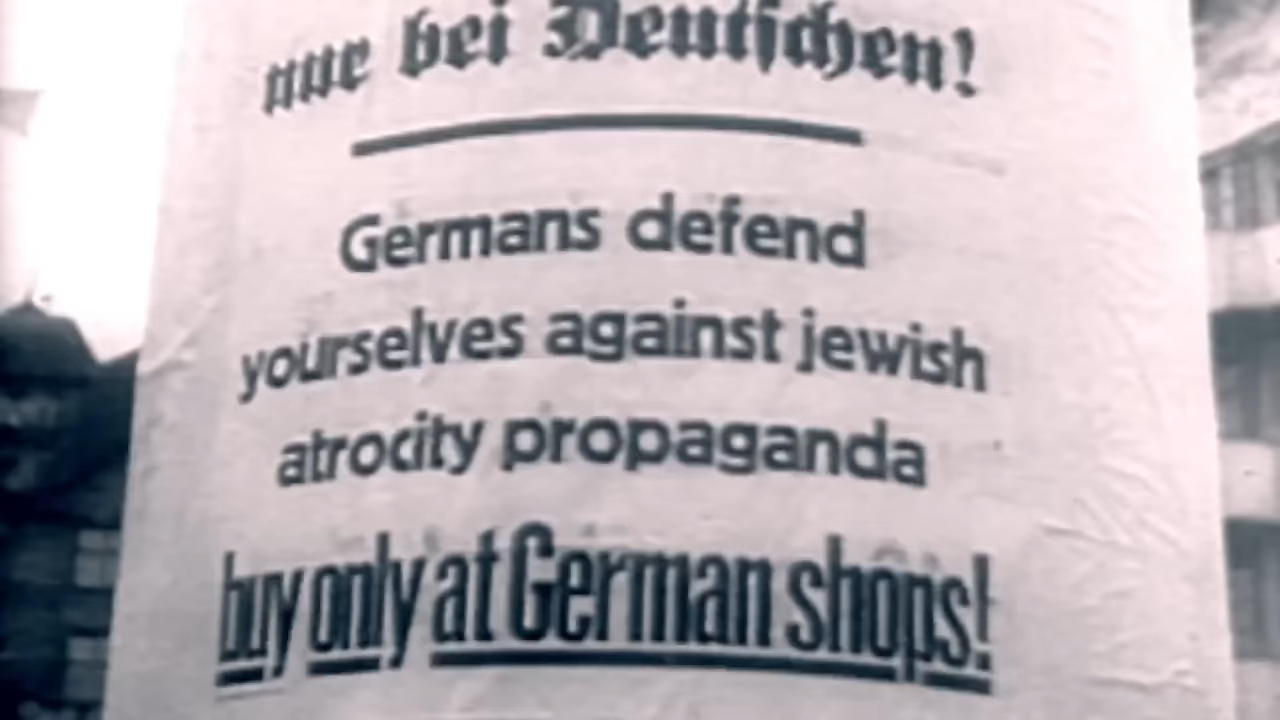 nur bei Deutschen!
Germans defend
yourselves against jewish
atrocity propaganda
buy only at German shops!